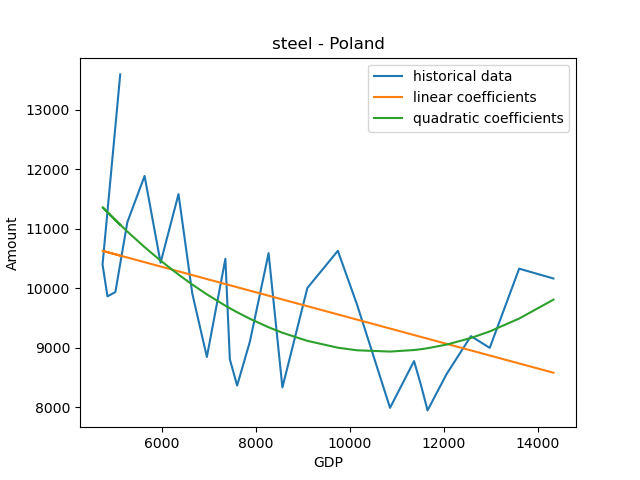 steel - Poland
historical data
linear coefficients
quadratic coefficients
Amount
13000
12000
11000
10000
9000
8000
6000 8000 10000 12000 14000
GDP